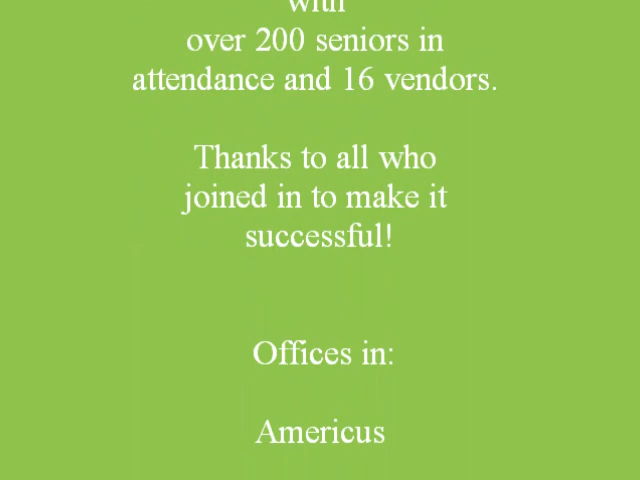 with
over 200 seniors in
attendance and 16 vendors.
Thanks to all who
joined in to make it
successful!
Offices in:
Americus